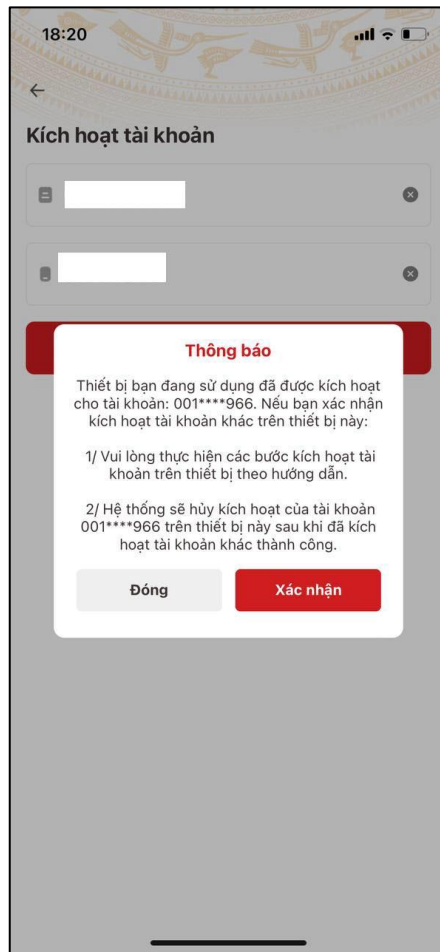 18:20
Kích hoạt tài khoản
Thông báo
Thiết bị bạn đang sử dụng đã được kích hoạt
cho tài khoản: 001****966. Nếu bạn xác nhận
kích hoạt tài khoản khác trên thiết bị này:
1/ Vui lòng thực hiện các bước kích hoạt tài
khoản trên thiết bị theo hướng dẫn.
2/ Hệ thống sẽ hủy kích hoạt của tài khoản
001****966 trên thiết bị này sau khi đã kích
hoạt tài khoản khác thành công.
Đóng
Xác nhận